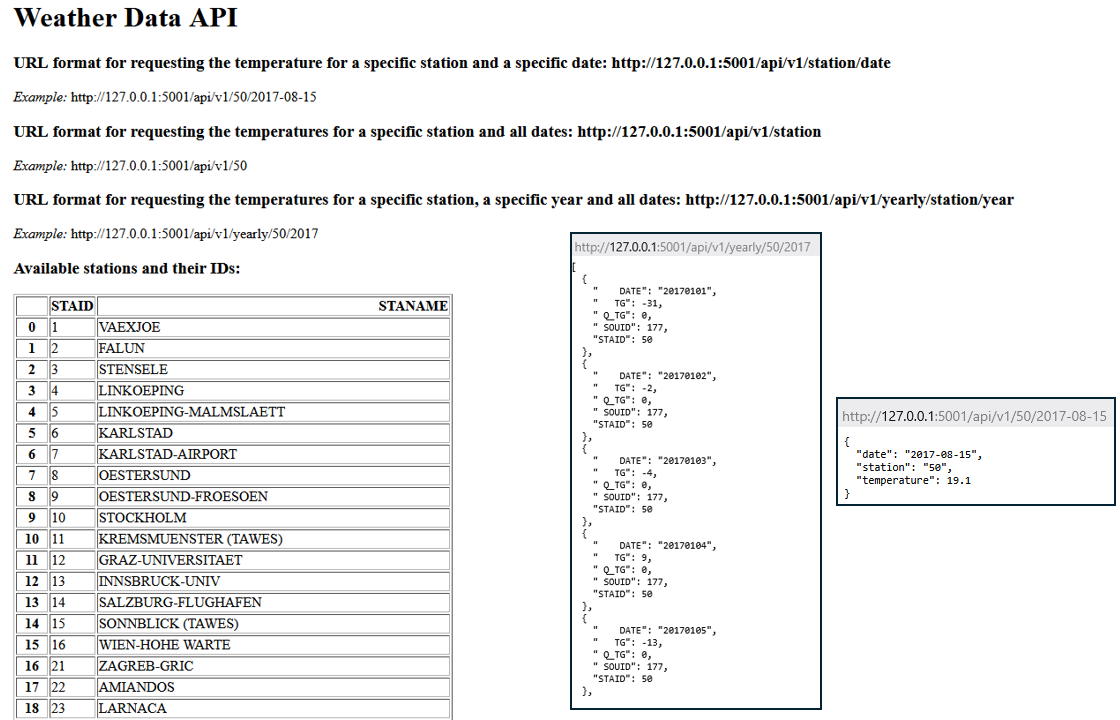 Weather Data API
URL format for requesting the temperature for a specific station and a specific date: http://127.0.0.1:5001/api/v1/station/date
Example: http://127.0.0.1:5001/api/v1/50/2017-08-15
URL format for requesting the temperatures for a specific station and all dates: http://127.0.0.1:5001/api/v1/station
Example: http://127.0.0.1:5001/api/v1/50
URL format for requesting the temperatures for a specific station, a specific year and all dates: http://127.0.0.1:5001/api/v1/yearly/station/year
Example: http://127.0.0.1:5001/api/v1/yearly/50/2017
Available stations and their IDs:
STAID STANAME
0 1 VAEXJOE
1 2 FALUN
2 3 STENSELE
3 4 LINKOEPING
4 5 LINKOEPING-MALMSLAETT
5 6 KARLSTAD
6 7 KARLSTAD-AIRPORT
7 8 OESTERSUND
8 9 OESTERSUND-FROESOEN
9 10 STOCKHOLM
10 11 KREMSMUENSTER (TAWES)
11 12 GRAZ-UNIVERSITAET
12 13 INNSBRUCK-UNIV
13 14 SALZBURG-FLUGHAFEN
14 15 SONNBLICK (TAWES)
15 16 WIEN-HOHE WARTE
16 21 ZAGREB-GRIC
17 22 AMIANDOS
18 23 LARNACA
http://127.0.0.1:5001/api/v1/yearly/50/2017
[
{
"    DATE": "20170101",
"   TG": -31,
" Q_TG": 0,
" SOUID": 177,
"STAID": 50
},
{
"    DATE": "20170102",
"   TG": -2,
" Q_TG": 0,
" SOUID": 177,
"STAID": 50
},
{
"    DATE": "20170103",
"   TG": -4,
" Q_TG": 0,
" SOUID": 177,
"STAID": 50
},
{
"    DATE": "20170104",
"   TG": 9,
" Q_TG": 0,
" SOUID": 177,
"STAID": 50
},
{
"    DATE": "20170105",
"   TG": -13,
" Q_TG": 0,
" SOUID": 177,
"STAID": 50
},
http://127.0.0.1:5001/api/v1/50/2017-08-15
{
"date": "2017-08-15",
"station": "50",
"temperature": 19.1
}